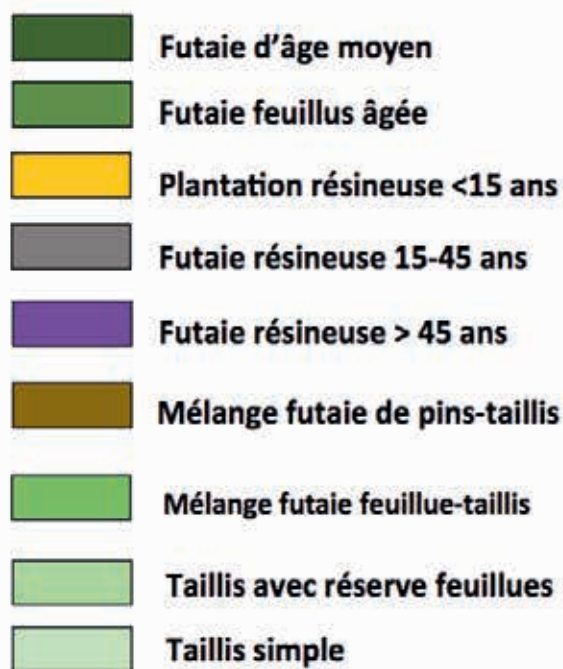 Futaie d’âge moyen
Futaie feuillus âgée
Plantation résineuse <15 ans
Futaie résineuse 15-45 ans
Futaie résineuse > 45 ans
Mélange futaie de pins-taillis
Mélange futaie feuillue-taillis
Taillis avec réserve feuillues
Taillis simple